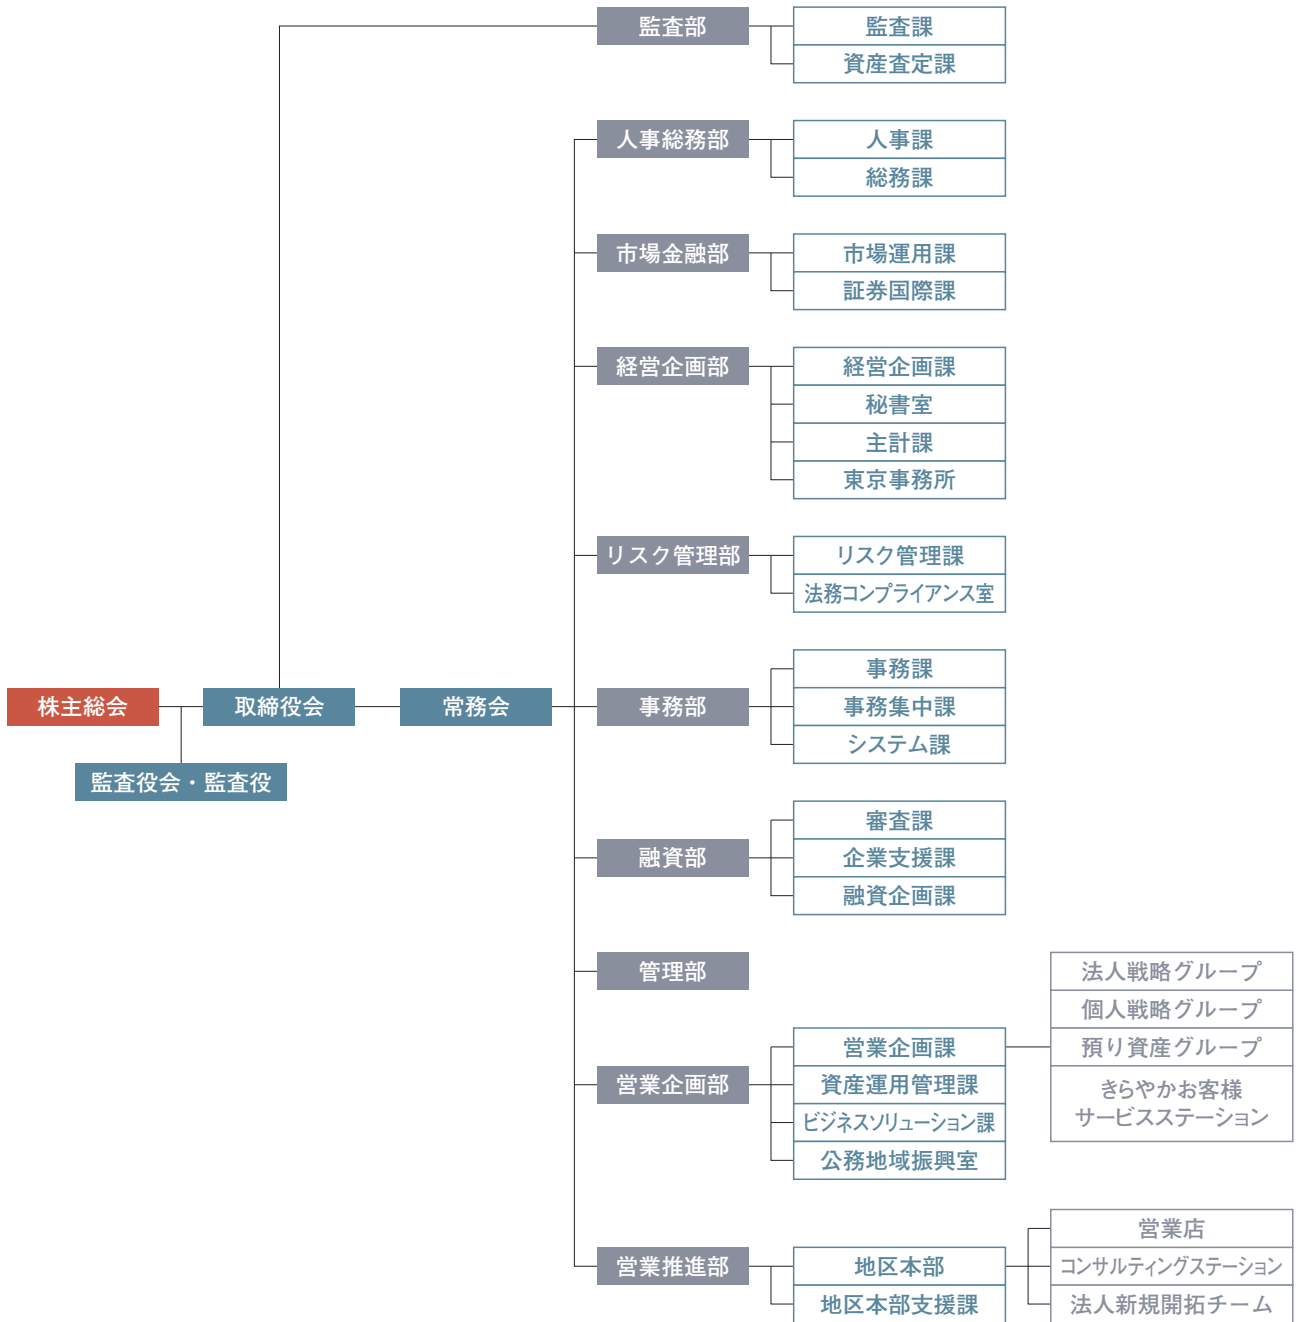 監査部
監査課
資産査定課
人事総務部
人事課
総務課
市場金融部
市場運用課
証券国際課
経営企画部
経営企画課
秘書室
主計課
東京事務所
リスク管理部
リスク管理課
法務コンプライアンス室
株主総会
取締役会
常務会
監査役会・監査役
事務部
事務課
事務集中課
システム課
融資部
審査課
企業支援課
融資企画課
管理部
営業企画部
営業企画課
資産運用管理課
ビジネスソリューション課
公務地域振興室
法人戦略グループ
個人戦略グループ
預り資産グループ
きらやかお客様
サービスステーション
営業推進部
地区本部
地区本部支援課
営業店
コンサルティングステーション
法人新規開拓チーム